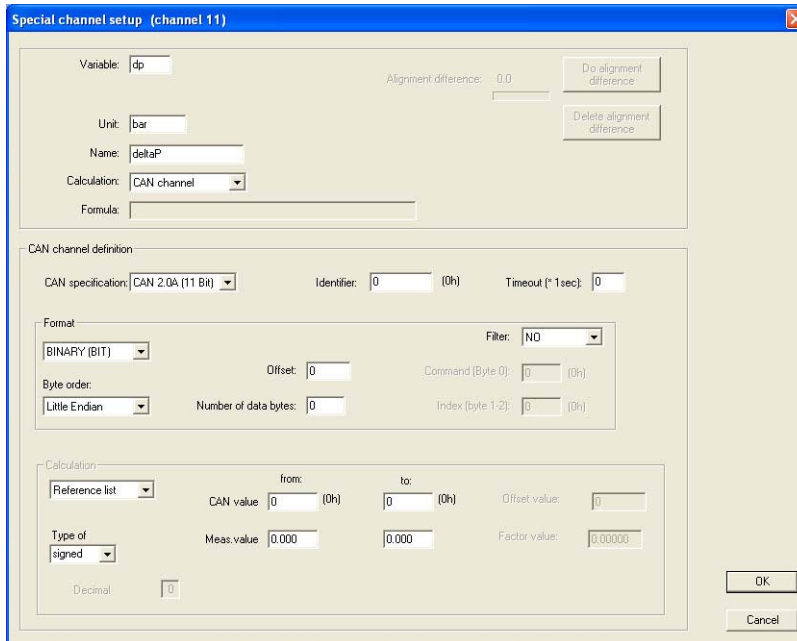 Special channel setup (channel 11)
Variable: dp
Alignment difference: 0.0
Do alignment difference
Unit: bar
Delete alignment difference
Name: deltaP
Calculation: CAN channel
Formula:
CAN channel definition
CAN specification: CAN 2.0A (11 Bit) Identifier: 0 (0h) Timeout (* 1sec): 0
Format
Filter: NO
BINARY (BIT)
Offset: 0 Command (Byte 0): 0 (0h)
Byte order:
Little Endian Number of data bytes: 0 Index (byte 1-2): 0 (0h)
Calculation
from: to:
Reference list
CAN value 0 (0h) 0 (0h) Offset value: 0
Type of
Meas.value 0.000 0.000 Factor value: 0.00000
signed
Decimal 0
OK
Cancel